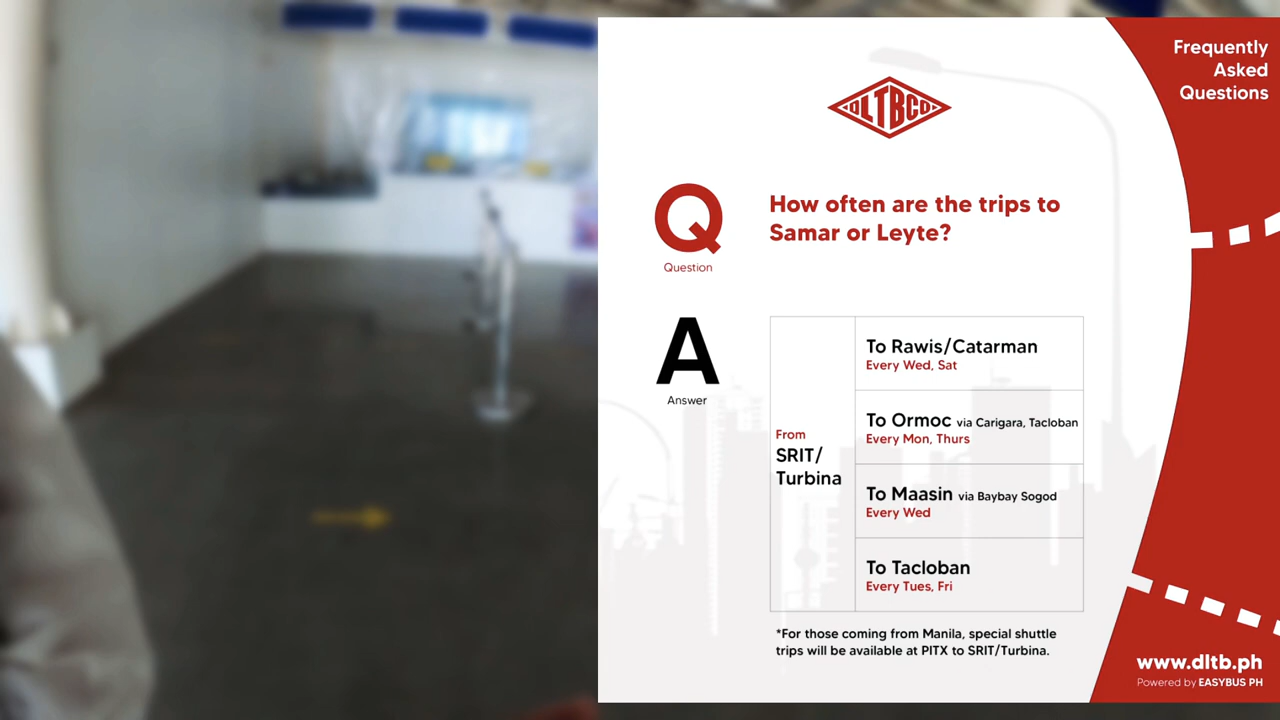 Frequently
Asked
Questions
DLTBCO.
Q
Question
How often are the trips to
Samar or Leyte?
A
Answer
From
SRIT/
Turbina
To Rawis/Catarman
Every Wed, Sat
To Ormoc via Carigara, Tacloban
Every Mon, Thurs
To Maasin via Baybay Sogod
Every Wed
To Tacloban
Every Tues, Fri
*For those coming from Manila, special shuttle
trips will be available at PITX to SRIT/Turbina.
www.dltb.ph
Powered by EASYBUS PH